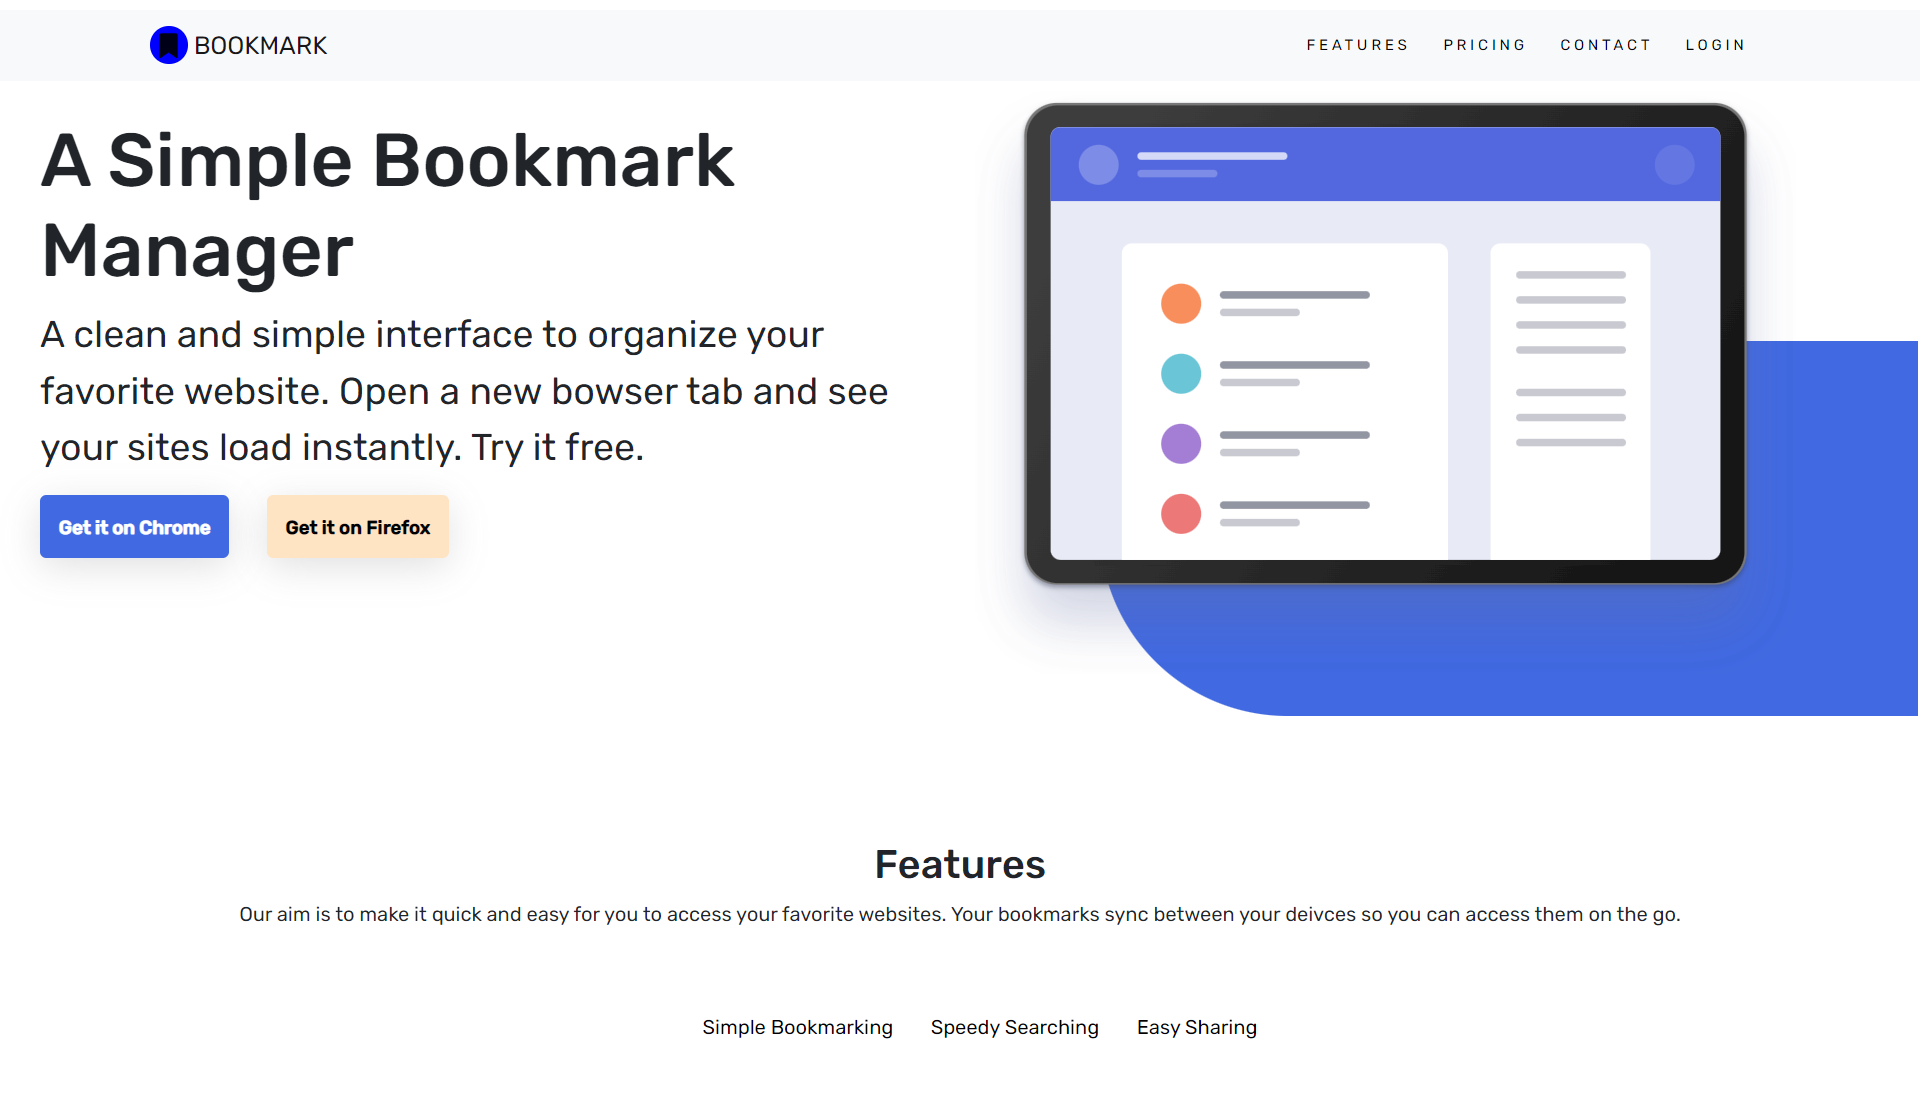 BOOKMARK
FEATURES PRICING CONTACT LOGIN
A Simple Bookmark
Manager
A clean and simple interface to organize your
favorite website. Open a new bowser tab and see
your sites load instantly. Try it free.
Get it on Chrome Get it on Firefox
Features
Our aim is to make it quick and easy for you to access your favorite websites. Your bookmarks sync between your deivces so you can access them on the go.
Simple Bookmarking Speedy Searching Easy Sharing